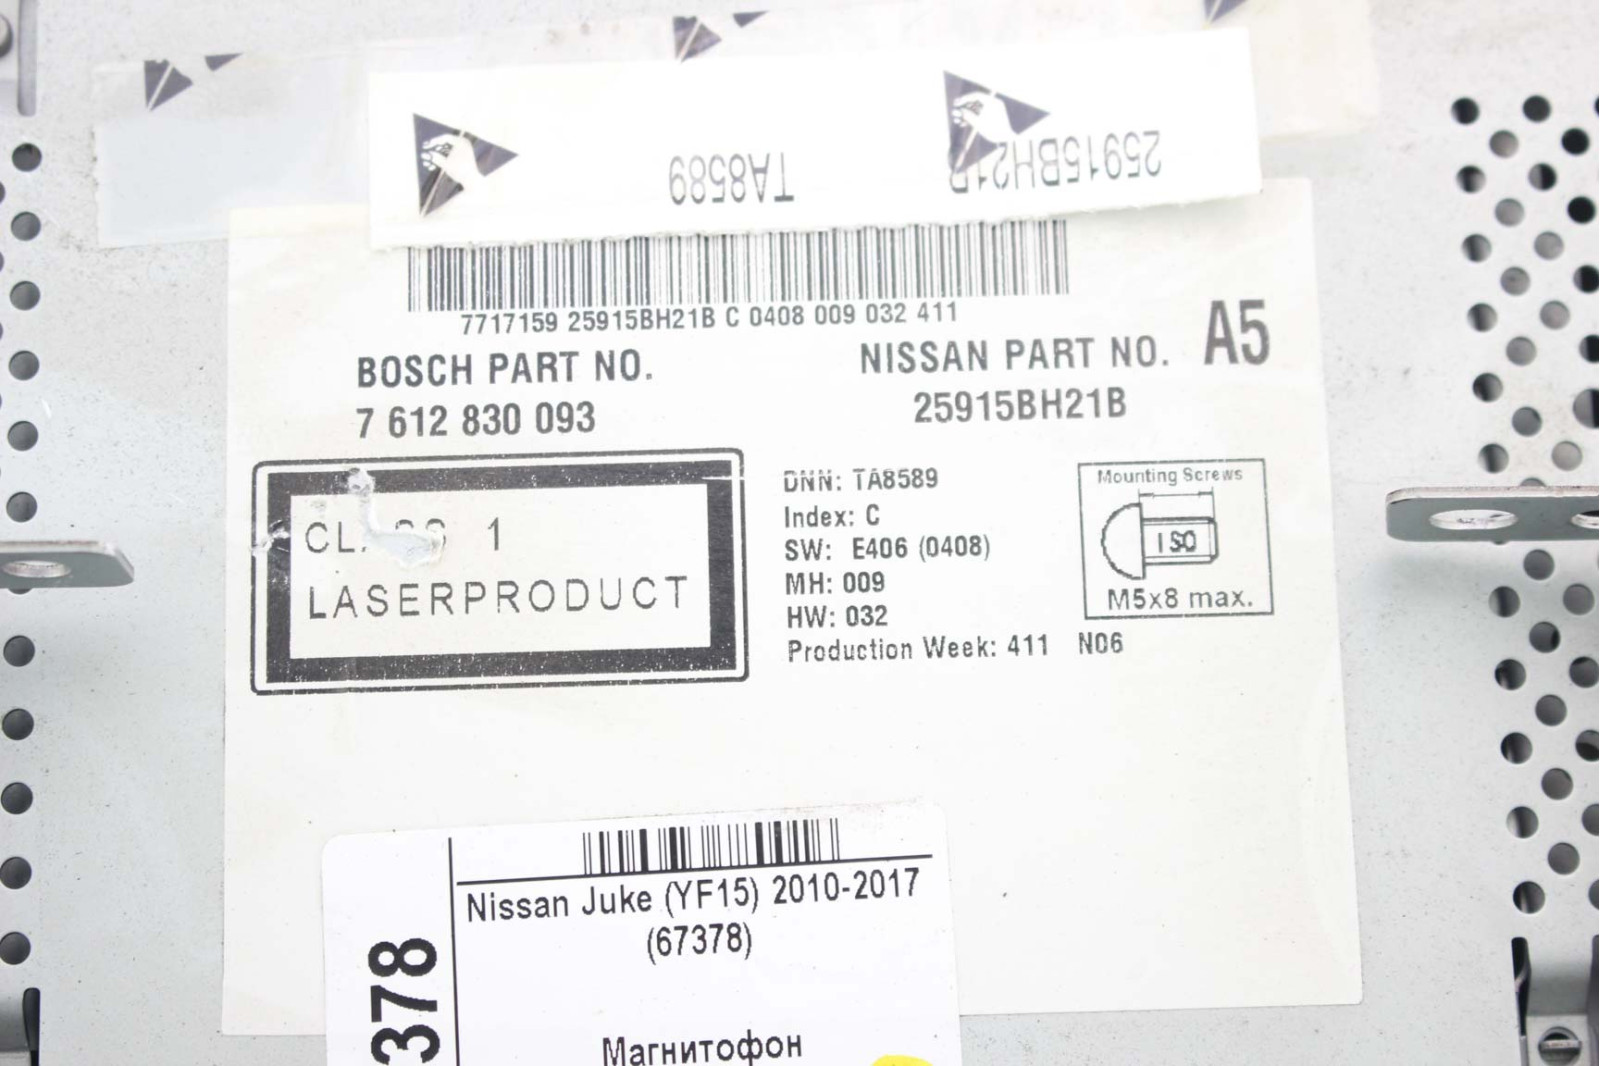 TA8589
25915BH21B
7717159 25915BH21B C 0408 009 032 411
BOSCH PART NO.
7 612 830 093
NISSAN PART NO.
25915BH21B
A5
CLASS 1
LASERPRODUCT
DNN: TA8589
Index: C
SW: E406 (0408)
MH: 009
HW: 032
Production Week: 411 N06
Mounting Screws
ISO
M5x8 max.
378
Nissan Juke (YF15) 2010-2017
(67378)
Магнитофон